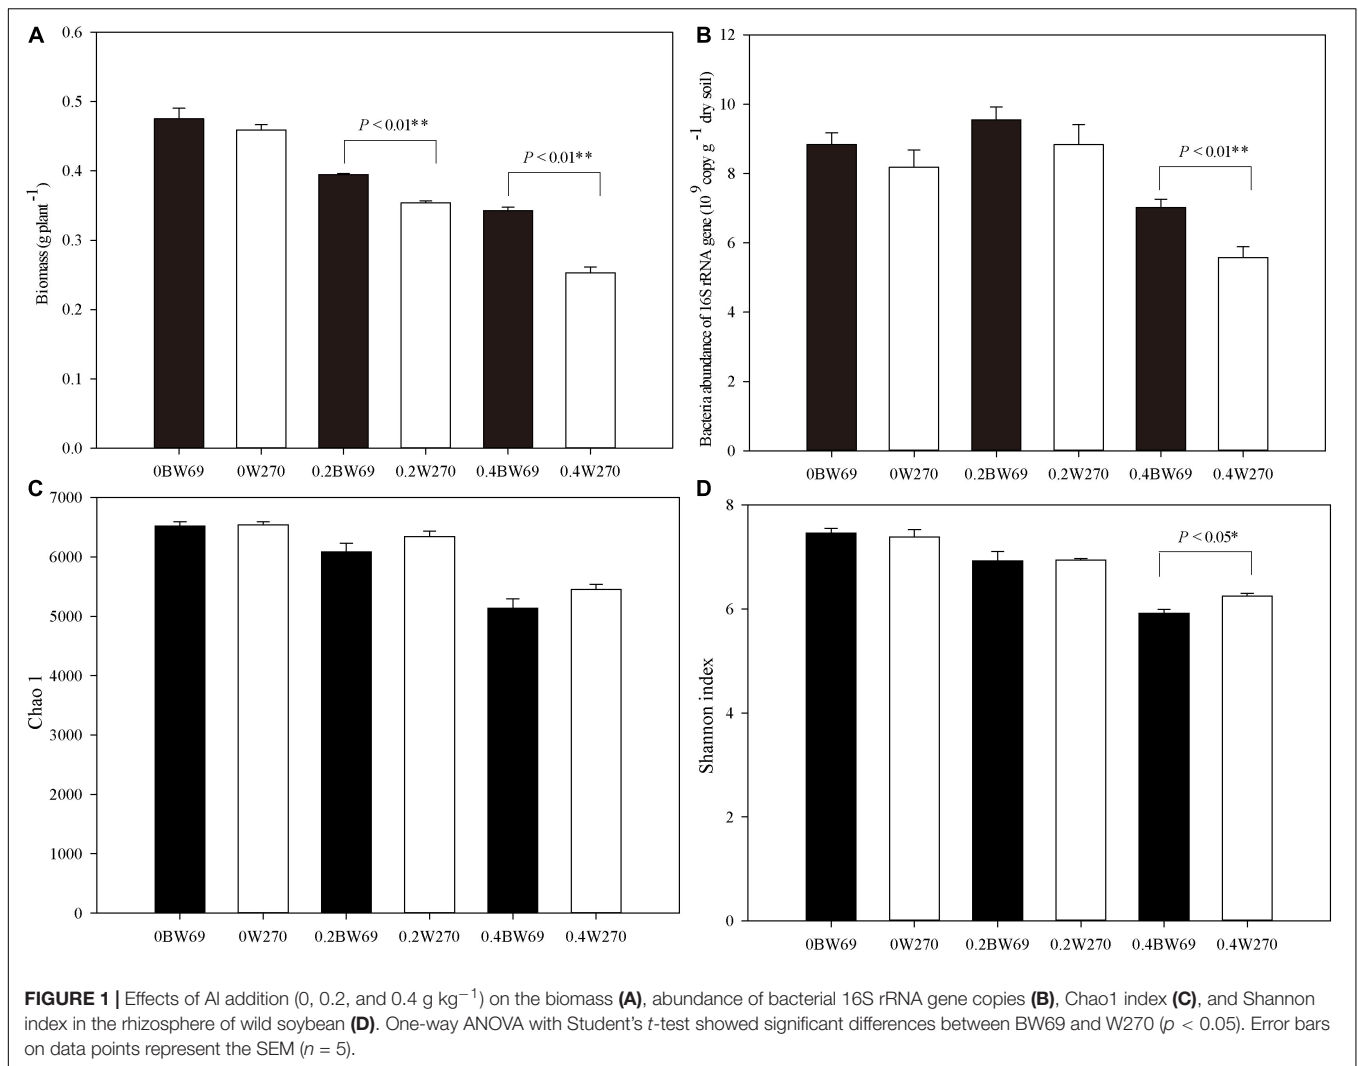 A
0.6
0.5
0.4
0.3
0.2
0.1
0.0
Biomass (g plant -1)
P < 0.01**
P < 0.01**
0BW69 0W270 0.2BW69 0.2W270 0.4BW69 0.4W270
B
12
10
8
6
4
2
0
Bacteria abundance of 16S rRNA gene (10 9 copy g -1 dry soil)
P < 0.01**
0BW69 0W270 0.2BW69 0.2W270 0.4BW69 0.4W270
C
7000
6000
5000
4000
3000
2000
1000
0
Chao 1
0BW69 0W270 0.2BW69 0.2W270 0.4BW69 0.4W270
D
8
6
4
2
0
Shannon index
P < 0.05*
0BW69 0W270 0.2BW69 0.2W270 0.4BW69 0.4W270
FIGURE 1 | Effects of Al addition (0, 0.2, and 0.4 g kg−1) on the biomass (A), abundance of bacterial 16S rRNA gene copies (B), Chao1 index (C), and Shannon
index in the rhizosphere of wild soybean (D). One-way ANOVA with Student's t-test showed significant differences between BW69 and W270 (p < 0.05). Error bars
on data points represent the SEM (n = 5).